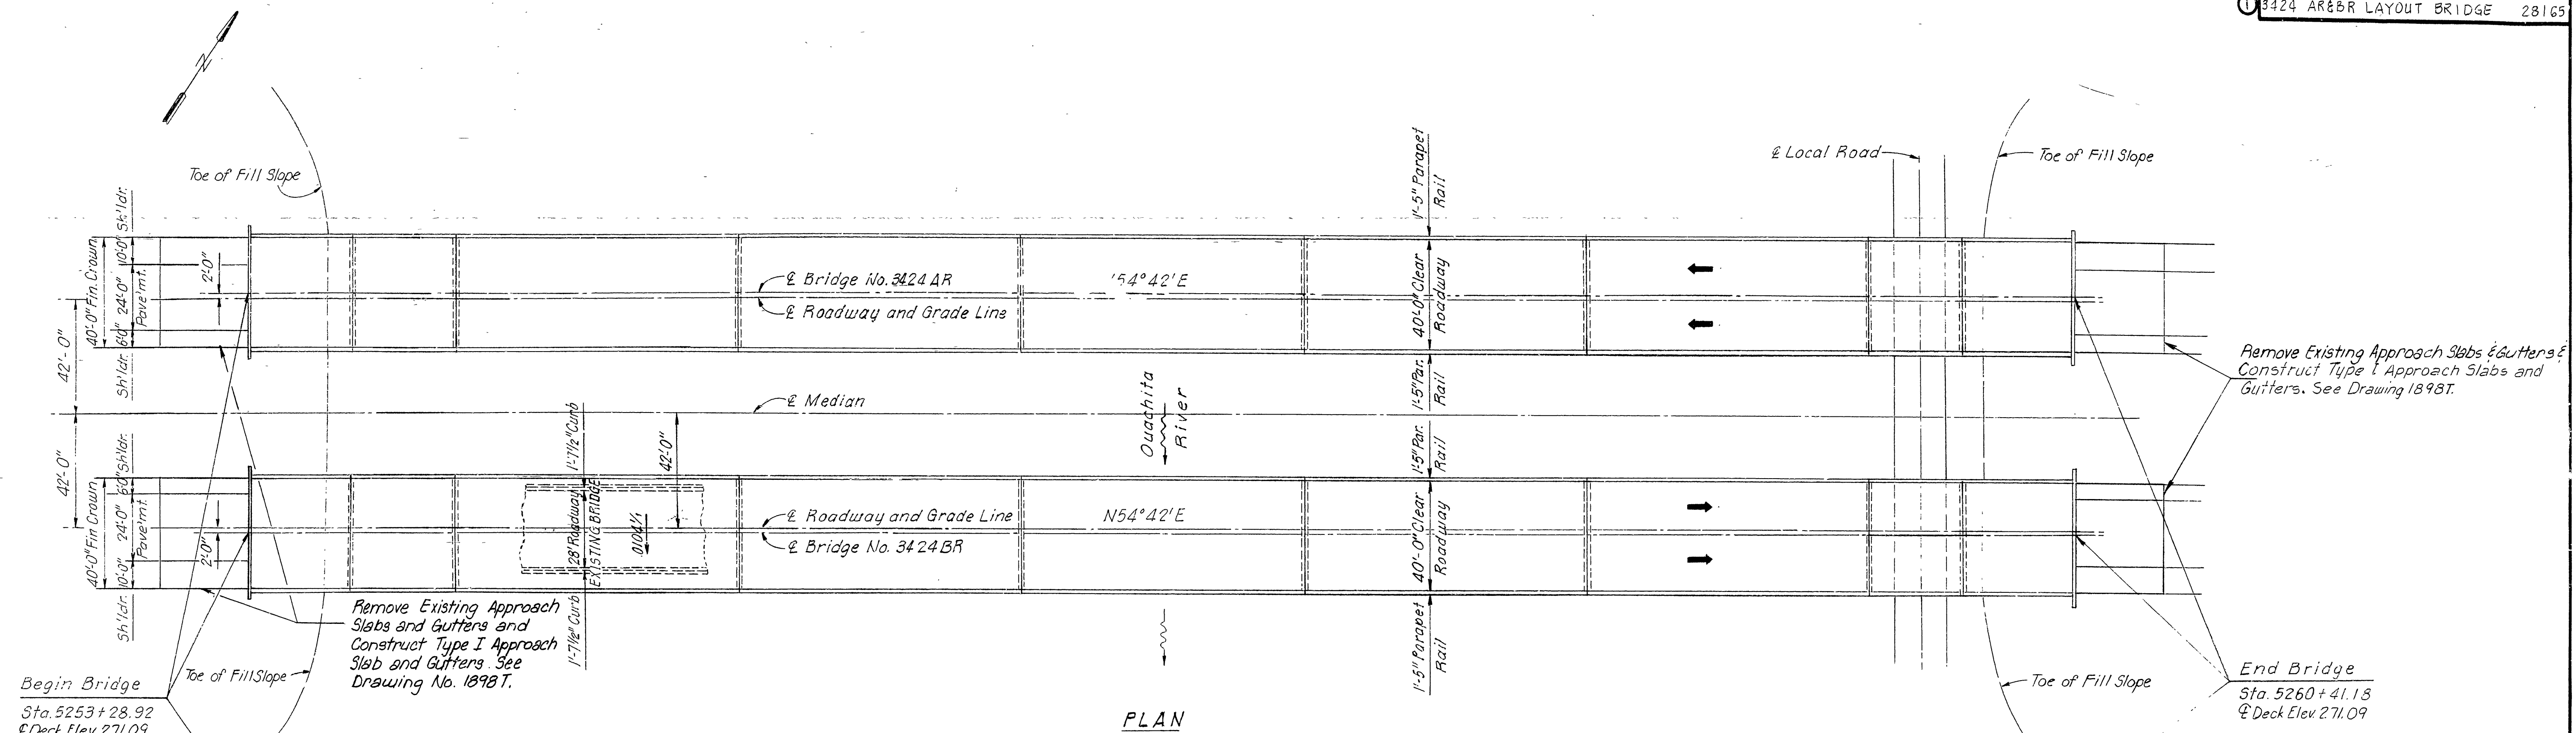 ① 3424 AR&BR LAYOUT BRIDGE 28165
N
Toe of Fill Slope
℄ Local Road
Toe of Fill Slope
1'-5" Parapet
Rail
Sh'ldr.
10'-0"
24'-0"
Pave'mt.
6'-0"
Sh'ldr.
40'-0" Fin. Crown
2'-0"
42'-0"
℄ Bridge No. 3424 AR
℄ Roadway and Grade Line
'54°42'E
40'-0" Clear
Roadway
1'-5" Par.
Rail
Remove Existing Approach Slabs & Gutters &
Construct Type I Approach Slabs and
Gutters. See Drawing 1898T.
℄ Median
Ouachita
River
42'-0"
42'-0"
1'-5" Par.
Rail
Sh'ldr.
6'-0"
24'-0"
Pave'mt.
10'-0"
Sh'ldr.
40'-0" Fin Crown
2'-0"
1'-7½" Curb
28' Roadway
EXISTING BRIDGE
.0104'/'
1'-7½" Curb
℄ Roadway and Grade Line
℄ Bridge No. 3424 BR
N54°42'E
40'-0" Clear
Roadway
1'-5" Parapet
Rail
Remove Existing Approach
Slabs and Gutters and
Construct Type I Approach
Slab and Gutters. See
Drawing No. 1898T.
Toe of Fill Slope
Toe of Fill Slope
Begin Bridge
Sta. 5253+28.92
℄ Deck Elev. 271.09
End Bridge
Sta. 5260+41.18
℄ Deck Elev. 271.09
PLAN